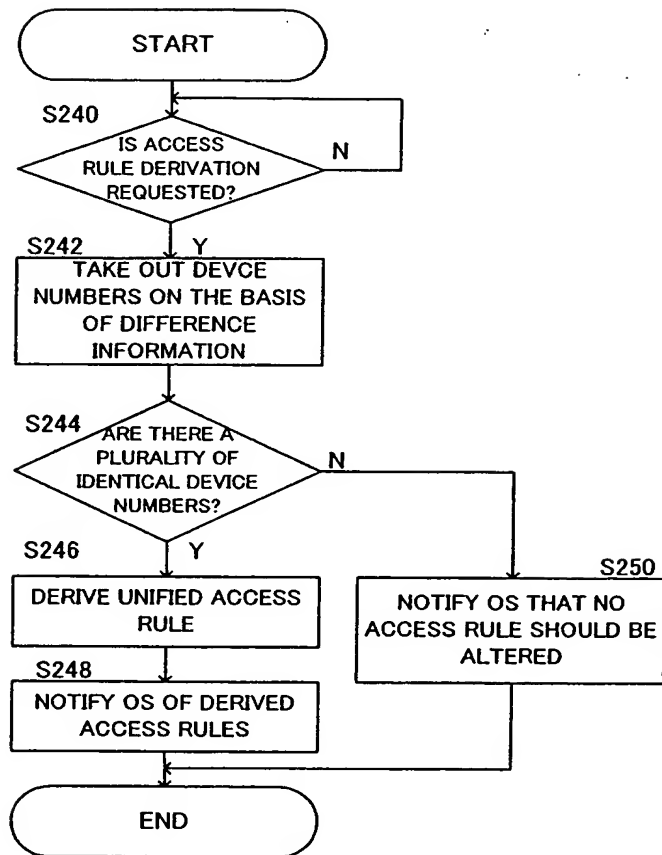 START
S240
IS ACCESS
RULE DERIVATION
REQUESTED?
N
S242
Y
TAKE OUT DEVCE
NUMBERS ON THE BASIS
OF DIFFERENCE
INFORMATION
S244
ARE THERE A
PLURALITY OF
IDENTICAL DEVICE
NUMBERS?
N
S246
Y
DERIVE UNIFIED ACCESS
RULE
S250
NOTIFY OS THAT NO
ACCESS RULE SHOULD BE
ALTERED
S248
NOTIFY OS OF DERIVED
ACCESS RULES
END